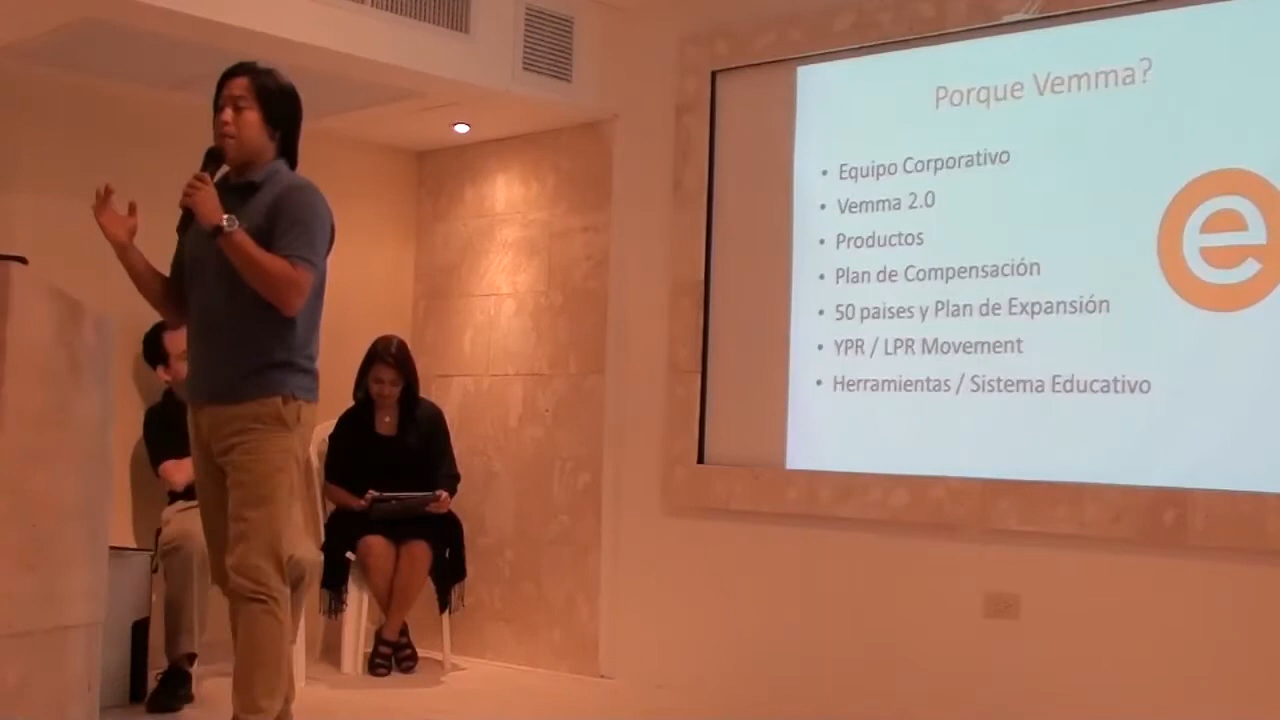 Porque Vemma?
• Equipo Corporativo
• Vemma 2.0
• Productos
• Plan de Compensación
• 50 paises y Plan de Expansión
• YPR / LPR Movement
• Herramientas / Sistema Educativo
e